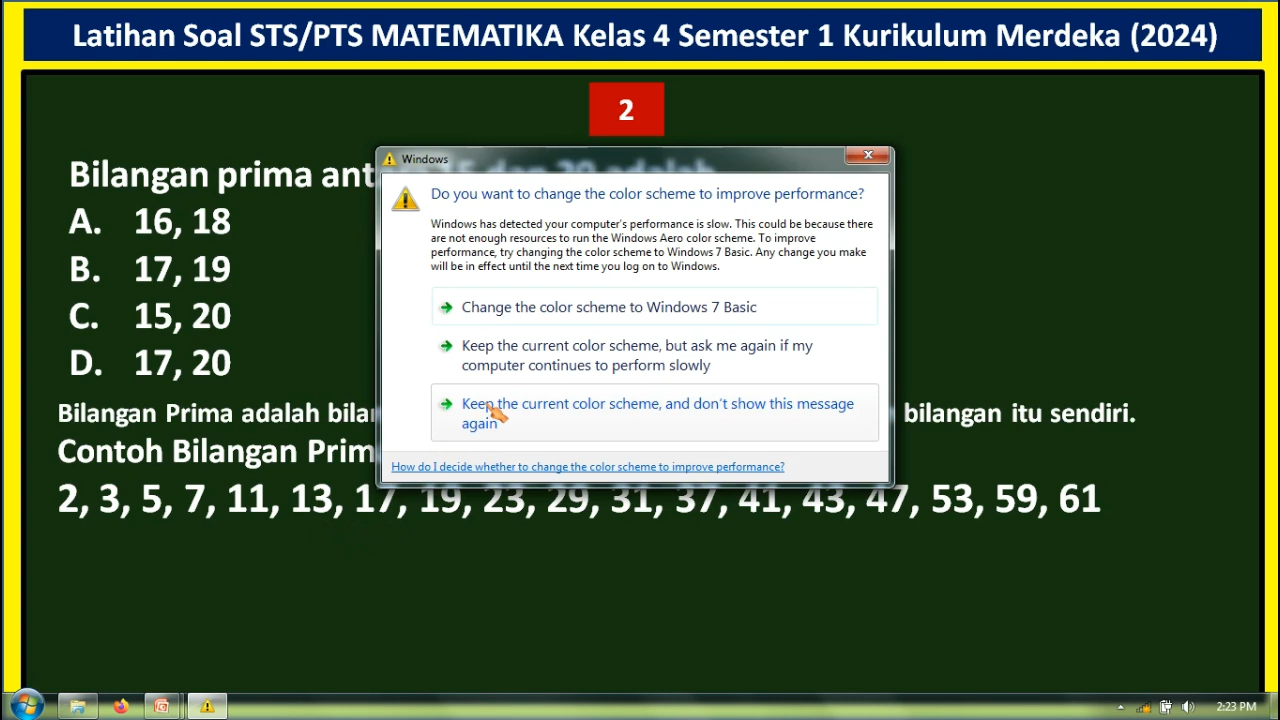 Latihan Soal STS/PTS MATEMATIKA Kelas 4 Semester 1 Kurikulum Merdeka (2024)
2
Bilangan prima ant
A. 16, 18
B. 17, 19
C. 15, 20
D. 17, 20
Bilangan Prima adalah bilan bilangan itu sendiri.
Contoh Bilangan Prim
2, 3, 5, 7, 11, 13, 17, 19, 23, 29, 31, 37, 41, 43, 47, 53, 59, 61
Windows
Do you want to change the color scheme to improve performance?
Windows has detected your computer's performance is slow. This could be because there
are not enough resources to run the Windows Aero color scheme. To improve
performance, try changing the color scheme to Windows 7 Basic. Any change you make
will be in effect until the next time you log on to Windows.
Change the color scheme to Windows 7 Basic
Keep the current color scheme, but ask me again if my
computer continues to perform slowly
Keep the current color scheme, and don't show this message
again
How do I decide whether to change the color scheme to improve performance?
2:23 PM